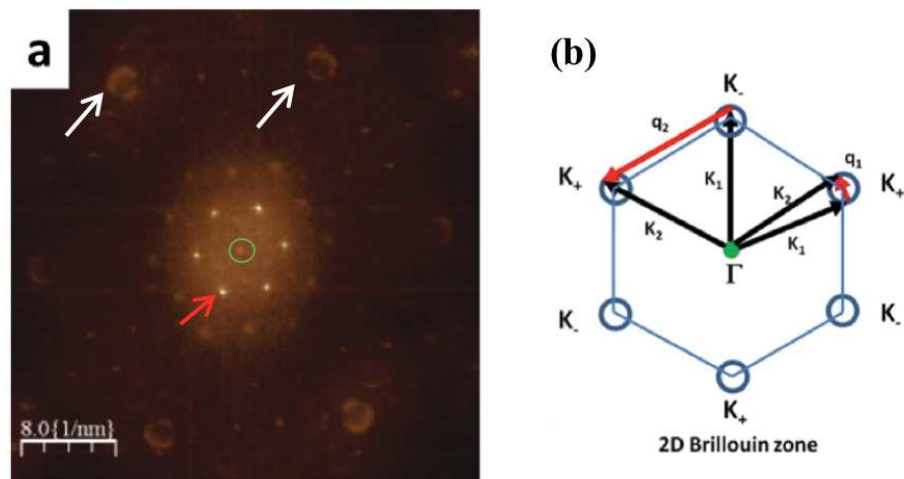 a
8.0{1/nm}
(b)
K-
q2
q1
K+
K1
K2
K+
K2
K1
Γ
K-
K-
K+
2D Brillouin zone